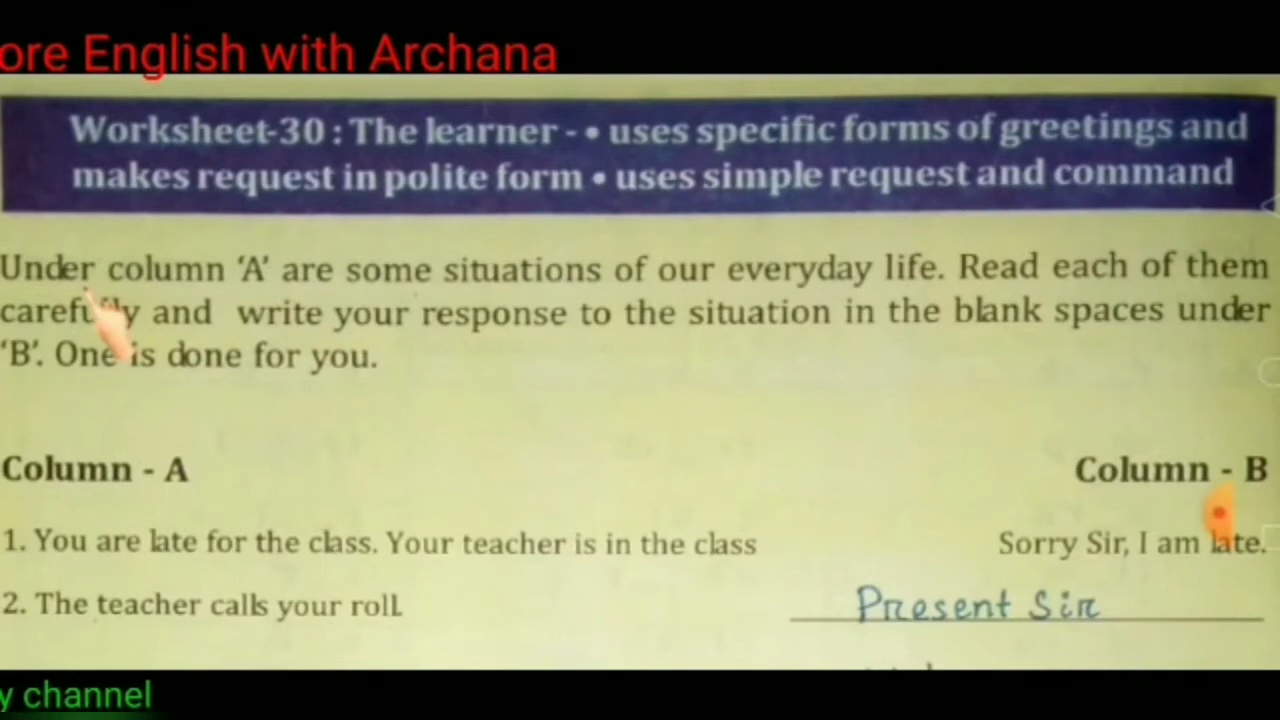 ore English with Archana
Worksheet-30 : The learner - • uses specific forms of greetings and
makes request in polite form • uses simple request and command
Under column ‘A’ are some situations of our everyday life. Read each of them
carefully and write your response to the situation in the blank spaces under
‘B’. One is done for you.
Column - A Column - B
1. You are late for the class. Your teacher is in the class Sorry Sir, I am late.
2. The teacher calls your roll. Present Sir
y channel